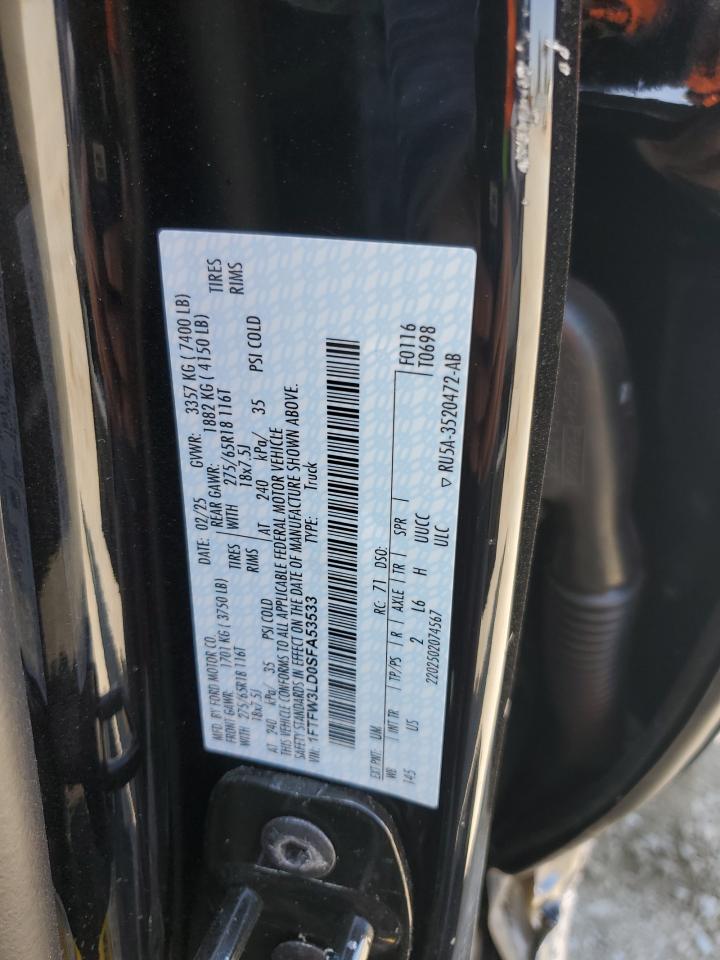 MFD. BY FORD MOTOR CO.
DATE: 02/25 GVWR: 3357 KG ( 7400 LB)
FRONT GAWR: 1701 KG ( 3750 LB) REAR GAWR: 1882 KG ( 4150 LB)
WITH 275/65R18 116T TIRES WITH 275/65R18 116T TIRES
18x7.5J RIMS 18x7.5J RIMS
AT 240 kPa/ 35 PSI COLD AT 240 kPa/ 35 PSI COLD
THIS VEHICLE CONFORMS TO ALL APPLICABLE FEDERAL MOTOR VEHICLE
SAFETY STANDARDS IN EFFECT ON THE DATE OF MANUFACTURE SHOWN ABOVE.
VIN: 1FTFW3LD0SFA53533 TYPE: Truck
F0116
T0698
EXT PNT: UM RC: 71 DSO:
WB INT TR TP/PS R AXLE TR SPR
145 US 2 L6 H UUCC
2202502074567 ULC
▽ RU5A-3520472-AB